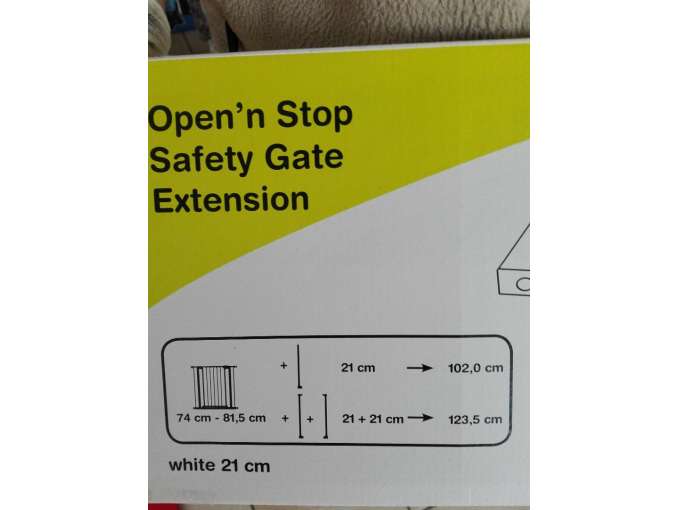 Open'n Stop
Safety Gate
Extension
+ 21 cm → 102,0 cm
74 cm - 81,5 cm + + 21 + 21 cm → 123,5 cm
white 21 cm